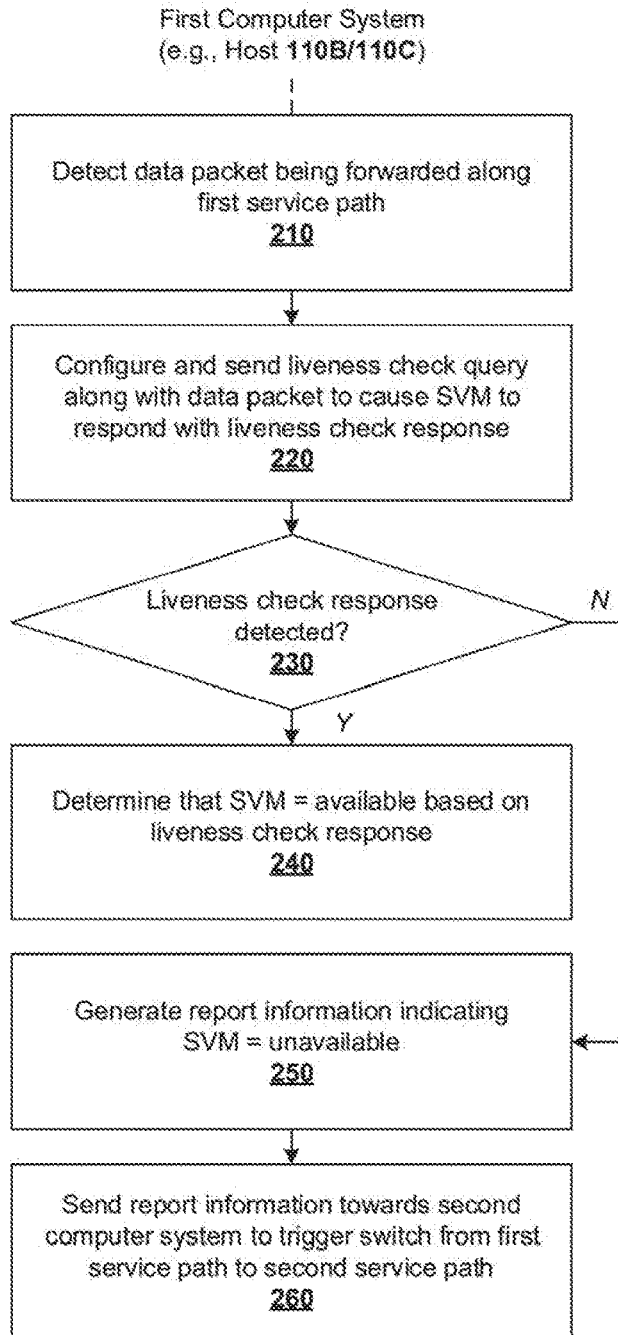 First Computer System
(e.g., Host 110B/110C)
Detect data packet being forwarded along
first service path
210
Configure and send liveness check query
along with data packet to cause SVM to
respond with liveness check response
220
Liveness check response
detected?
230
N
Y
Determine that SVM = available based on
liveness check response
240
Generate report information indicating
SVM = unavailable
250
Send report information towards second
computer system to trigger switch from first
service path to second service path
260